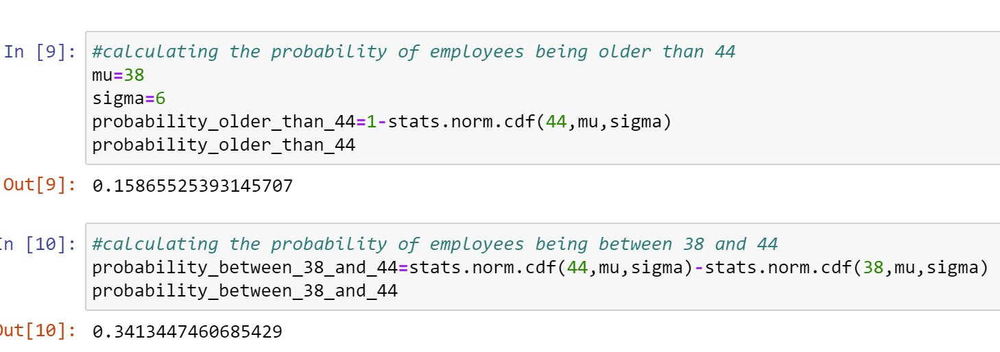 In [9]: #calculating the probability of employees being older than 44
mu=38
sigma=6
probability_older_than_44=1-stats.norm.cdf(44,mu,sigma)
probability_older_than_44
Out[9]: 0.15865525393145707
In [10]: #calculating the probability of employees being between 38 and 44
probability_between_38_and_44=stats.norm.cdf(44,mu,sigma)-stats.norm.cdf(38,mu,sigma)
probability_between_38_and_44
Out[10]: 0.3413447460685429